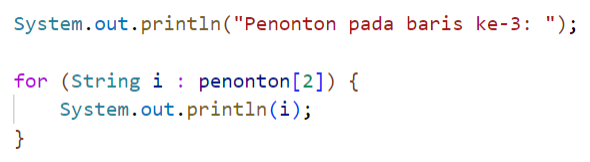 System.out.println("Penonton pada baris ke-3: ");
for (String i : penonton[2]) {
    System.out.println(i);
}